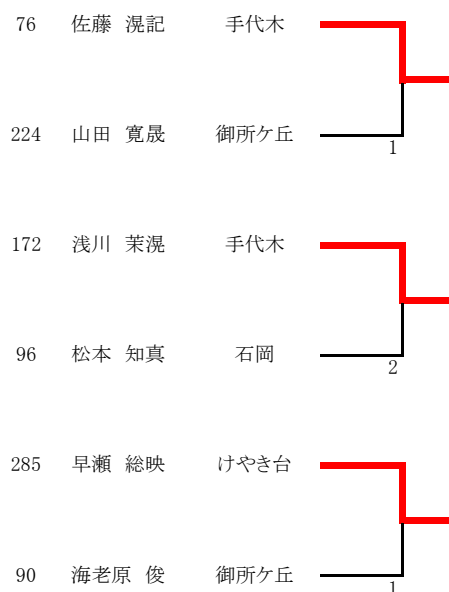 76 佐藤 滉記 手代木
224 山田 寛晟 御所ケ丘
1
172 浅川 茉滉 手代木
96 松本 知真 石岡
2
285 早瀬 総映 けやき台
90 海老原 俊 御所ケ丘
1